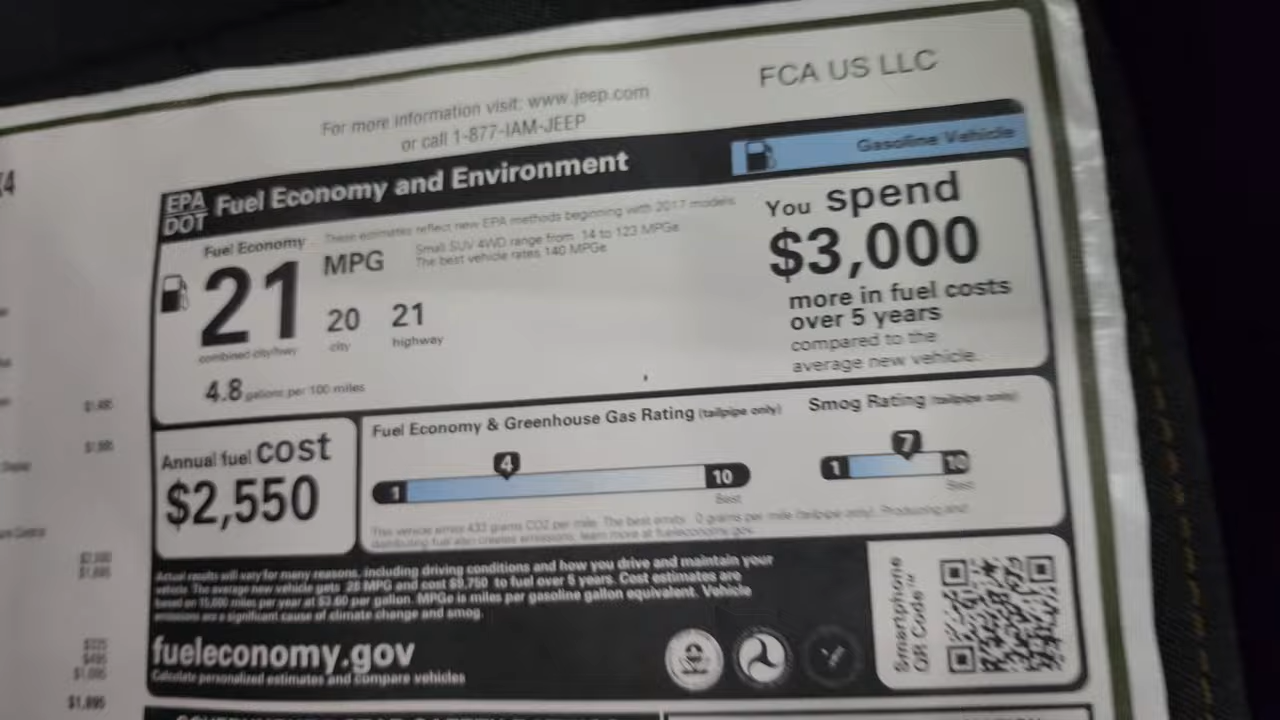 FCA US LLC
For more information visit: www.jeep.com
or call 1-877-IAM-JEEP
EPA
DOT
Fuel Economy and Environment
Gasoline Vehicle
Fuel Economy
These estimates reflect new EPA methods beginning with 2017 models.
21
MPG
Small SUV 4WD range from 14 to 123 MPGe
The best vehicle rates 140 MPGe
20
21
city
highway
combined city/hwy
4.8 gallons per 100 miles
You spend
$3,000
more in fuel costs
over 5 years
compared to the
average new vehicle.
Annual fuel cost
$2,550
Fuel Economy & Greenhouse Gas Rating (tailpipe only)
4
1
10
Best
Smog Rating (tailpipe only)
7
1
10
Best
This vehicle emits 433 grams CO2 per mile. The best emits 0 grams per mile (tailpipe only). Producing and
distributing fuel also creates emissions, learn more at fueleconomy.gov.
Actual results will vary for many reasons, including driving conditions and how you drive and maintain your
vehicle. The average new vehicle gets 28 MPG and cost $9,750 to fuel over 5 years. Cost estimates are
based on 15,000 miles per year at $3.60 per gallon. MPGe is miles per gasoline gallon equivalent. Vehicle
emissions are a significant cause of climate change and smog.
fueleconomy.gov
Calculate personalized estimates and compare vehicles
Smartphone
QR Code™
$1,895